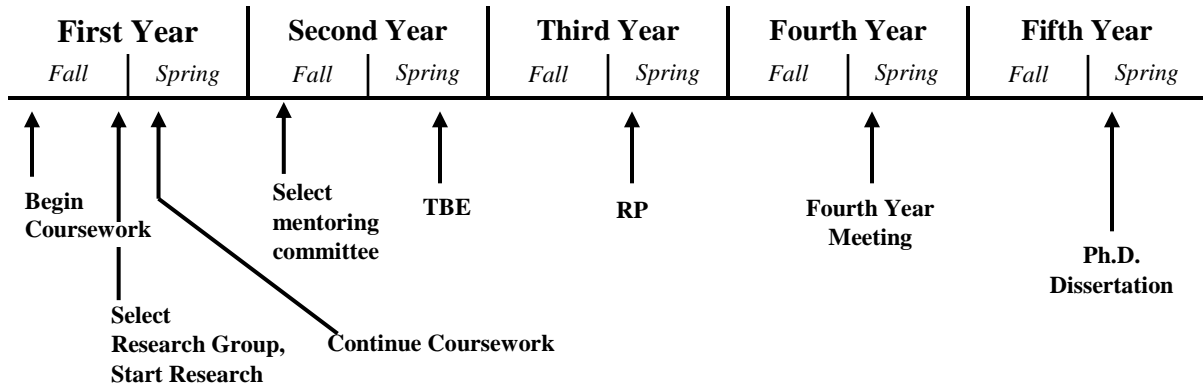 First Year
Second Year
Third Year
Fourth Year
Fifth Year
Fall
Spring
Fall
Spring
Fall
Spring
Fall
Spring
Fall
Spring
Begin
Coursework
Select
mentoring
committee
TBE
RP
Fourth Year
Meeting
Ph.D.
Dissertation
Select
Research Group,
Start Research
Continue Coursework